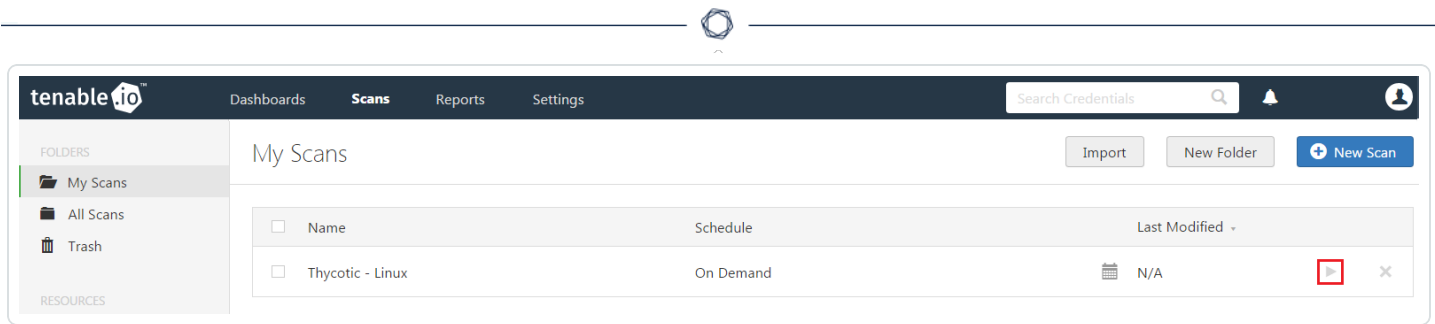 tenable.io™ Dashboards Scans Reports Settings Search Credentials
FOLDERS
My Scans Import New Folder New Scan
My Scans
All Scans
Trash
Name Schedule Last Modified
Thycotic - Linux On Demand N/A
RESOURCES